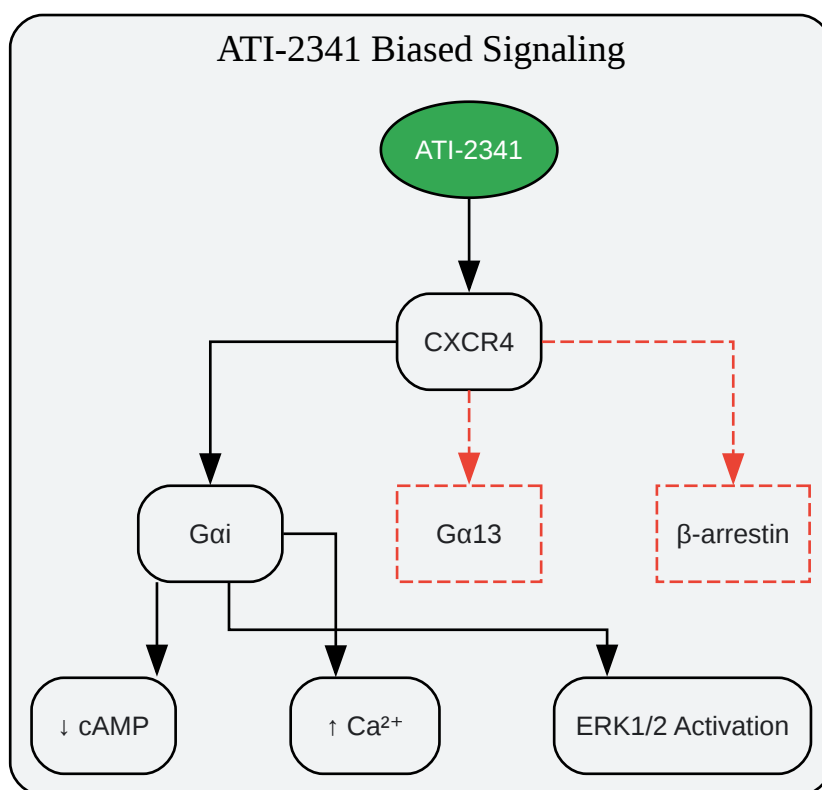 ATI-2341 Biased Signaling
ATI-2341
CXCR4
Gαi
Gα13
β-arrestin
↓ cAMP
↑ Ca²⁺
ERK1/2 Activation